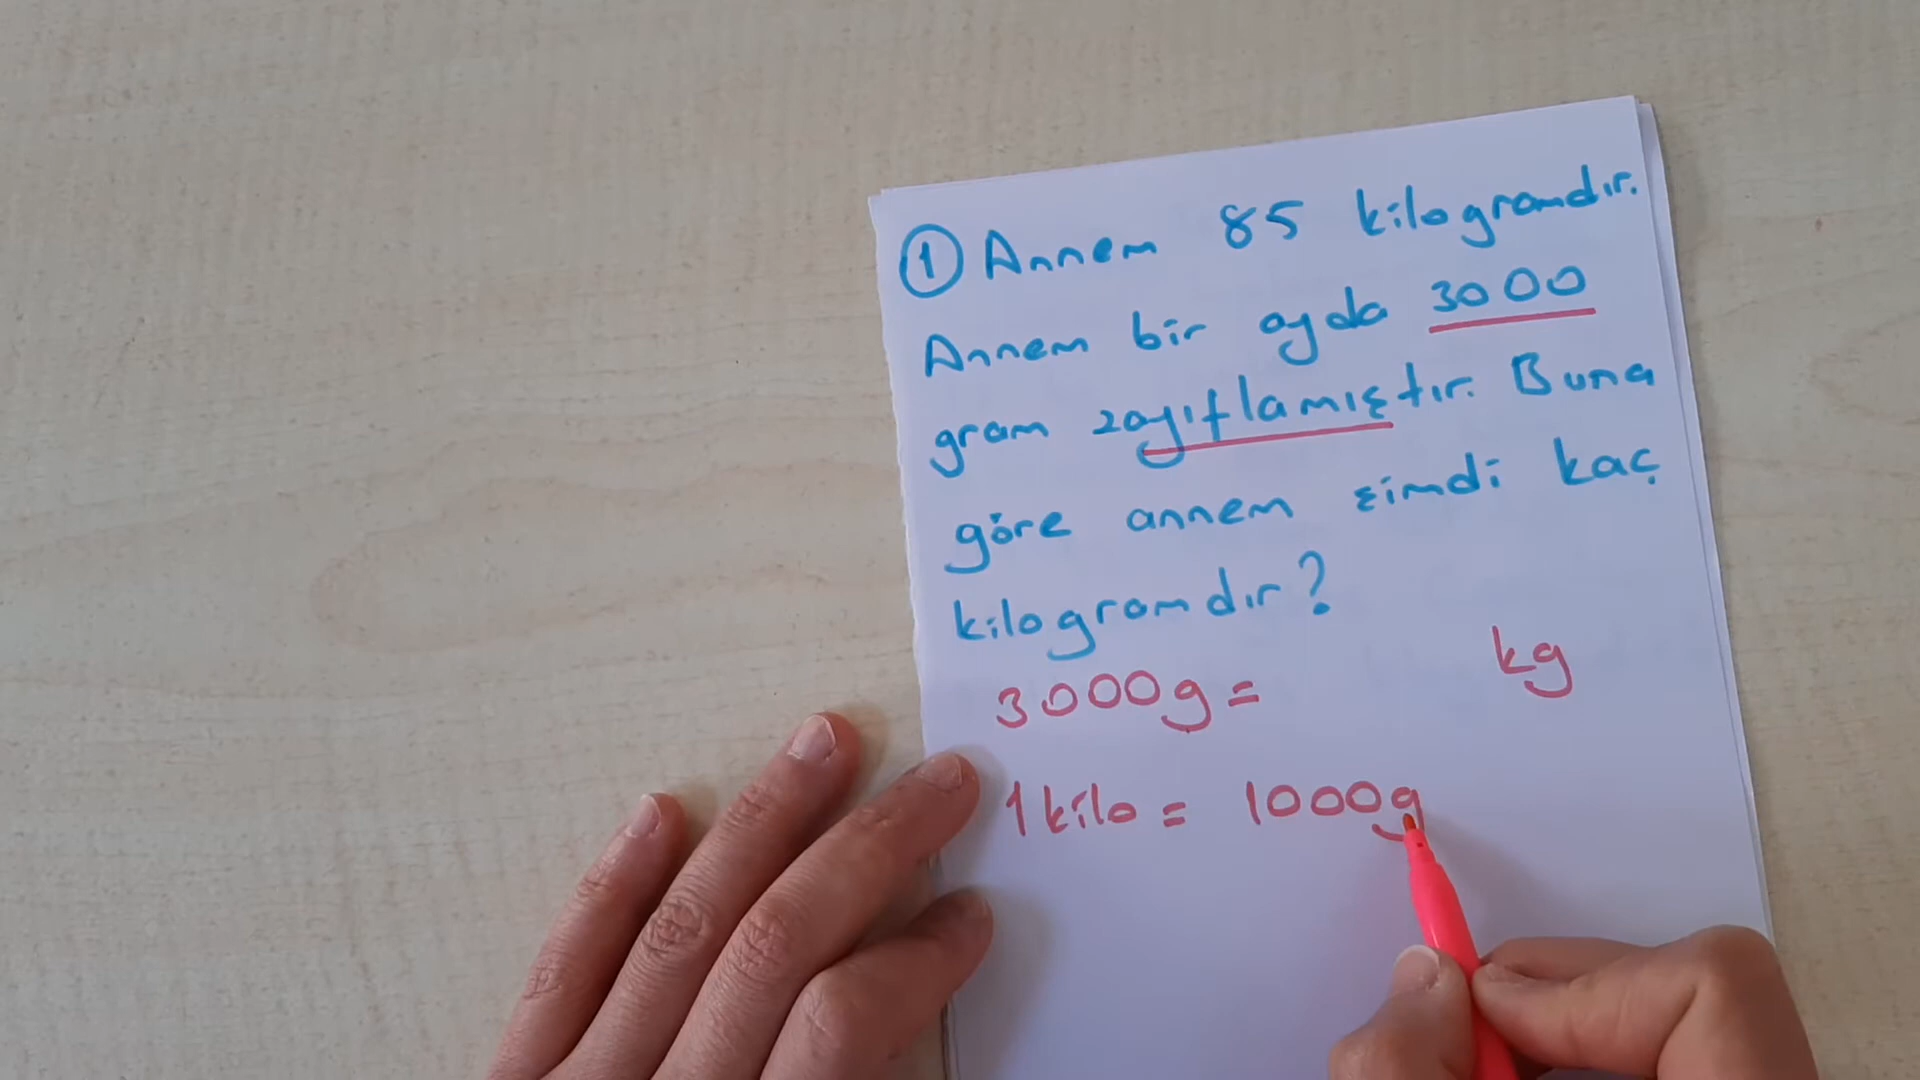 ① Annem 85 kilogramdır.
Annem bir ayda 3000
gram zayıflamıştır. Buna
göre annem şimdi kaç
kilogramdır?
kg
3000g =
1 kilo = 1000g